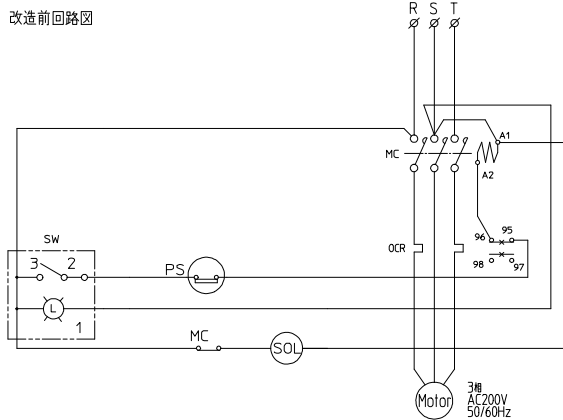 改造前回路図
R S T
A1
MC
A2
96 95
OCR
98 97
SW
3 2
PS
L
1
MC
SOL
Motor
3相
AC200V
50/60Hz